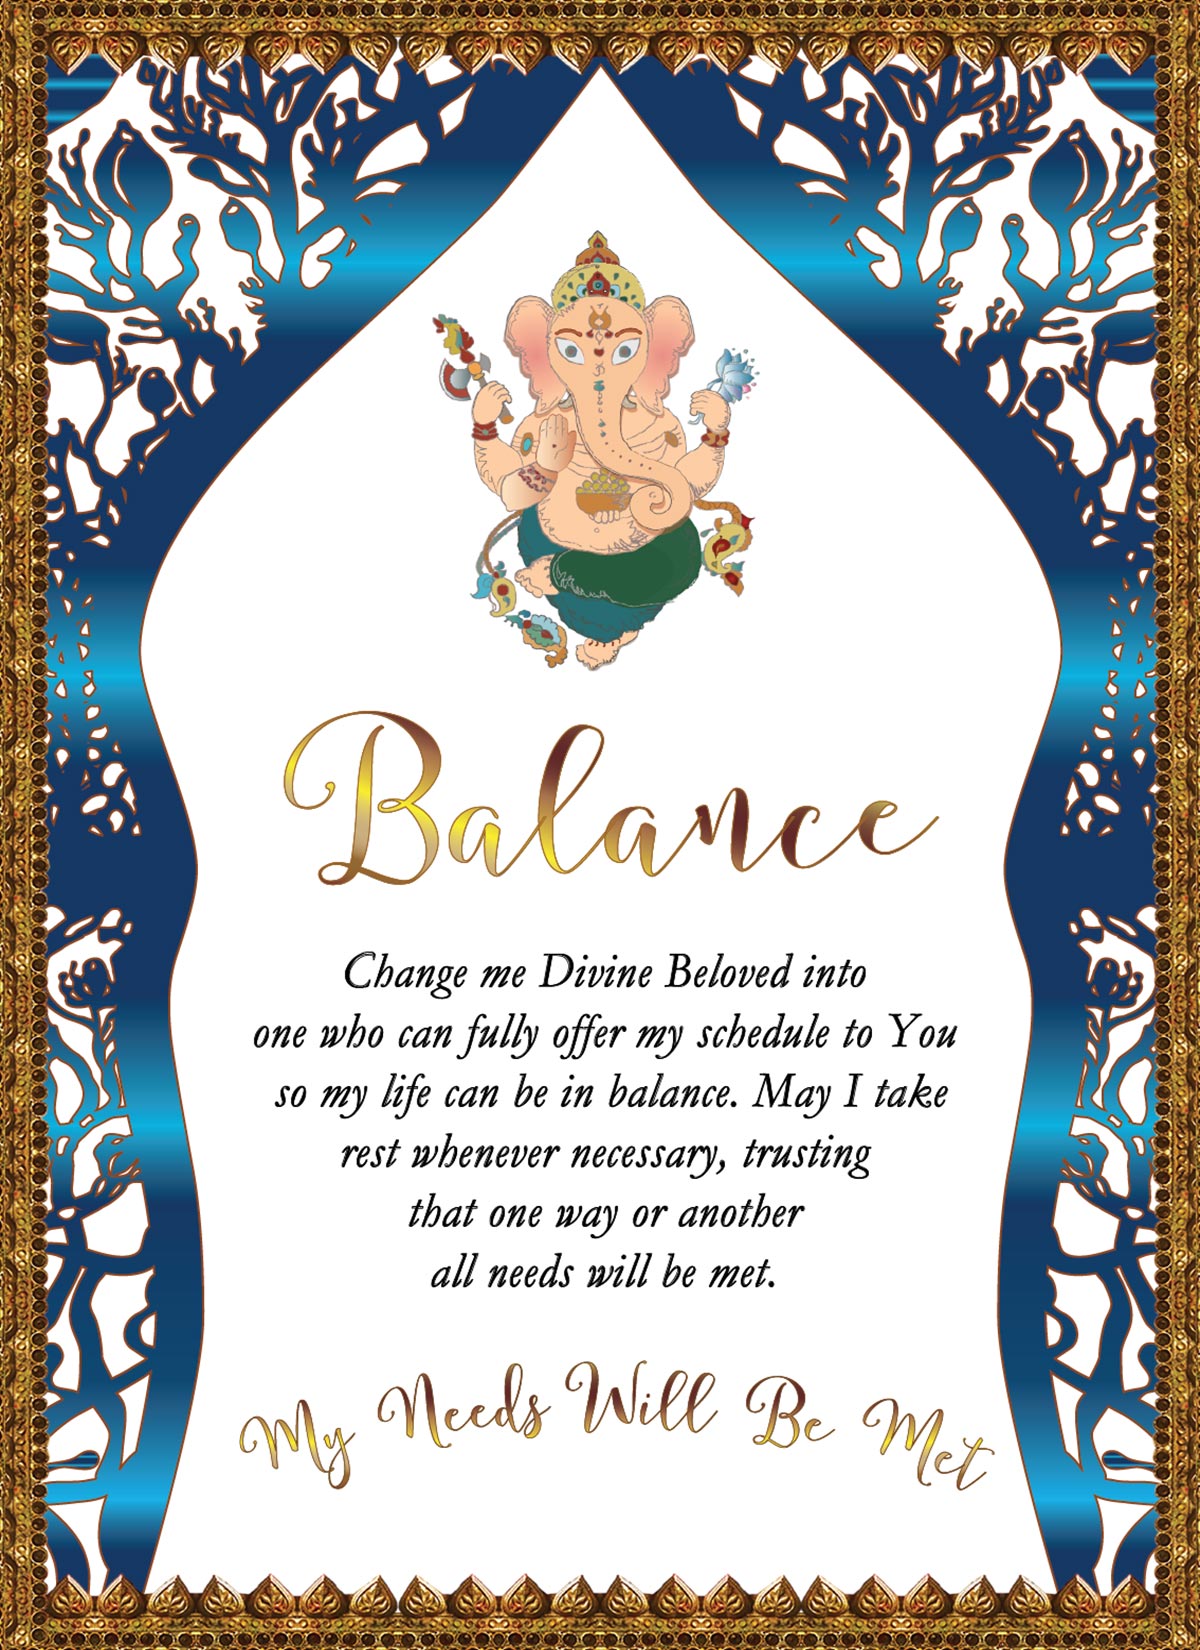 Balance
Change me Divine Beloved into
one who can fully offer my schedule to You
so my life can be in balance. May I take
rest whenever necessary, trusting
that one way or another
all needs will be met.
My Needs Will Be Met